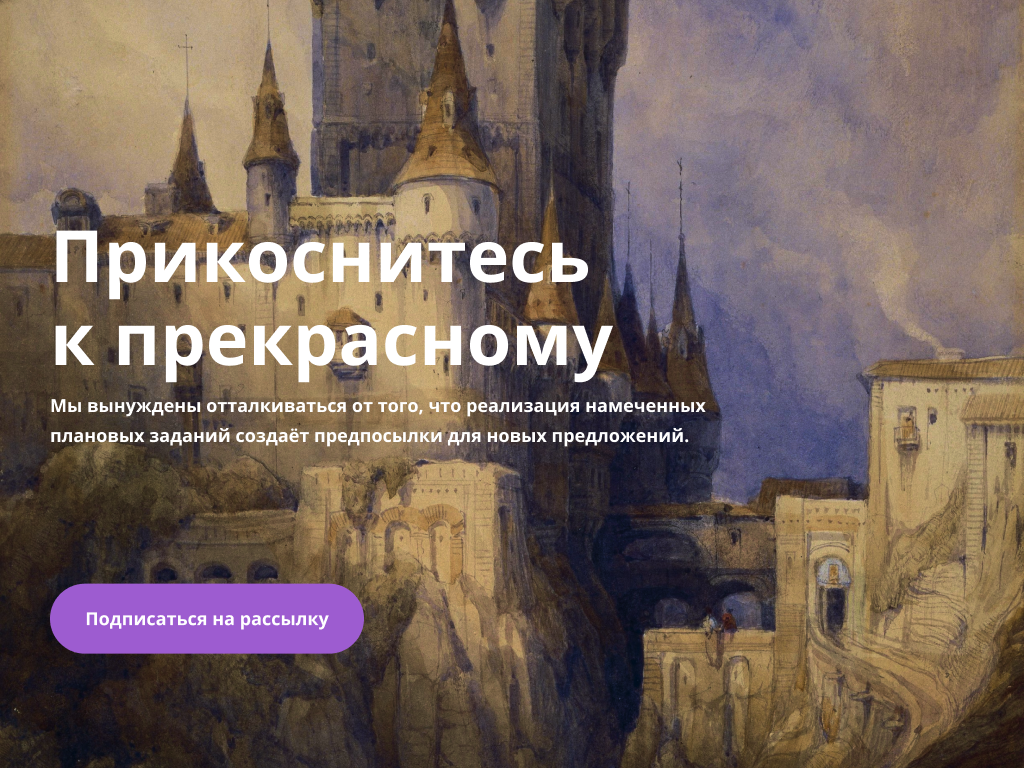 Прикоснитесь
к прекрасному
Мы вынуждены отталкиваться от того, что реализация намеченных
плановых заданий создаёт предпосылки для новых предложений.
Подписаться на рассылку